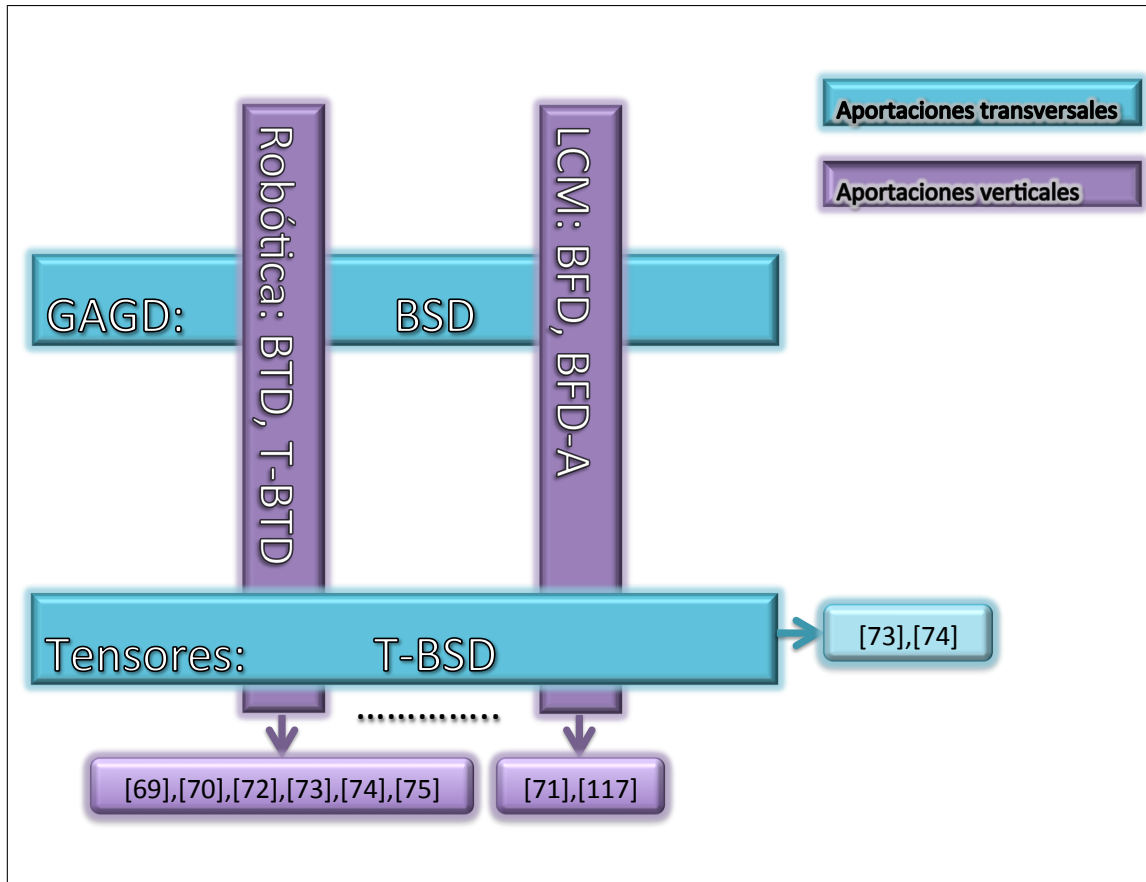 Aportaciones transversales
Aportaciones verticales
Robótica: BTD, T-BTD
LCM: BFD, BFD-A
GAGD: BSD
Tensores: T-BSD
[73],[74]
..............
[69],[70],[72],[73],[74],[75]
[71],[117]